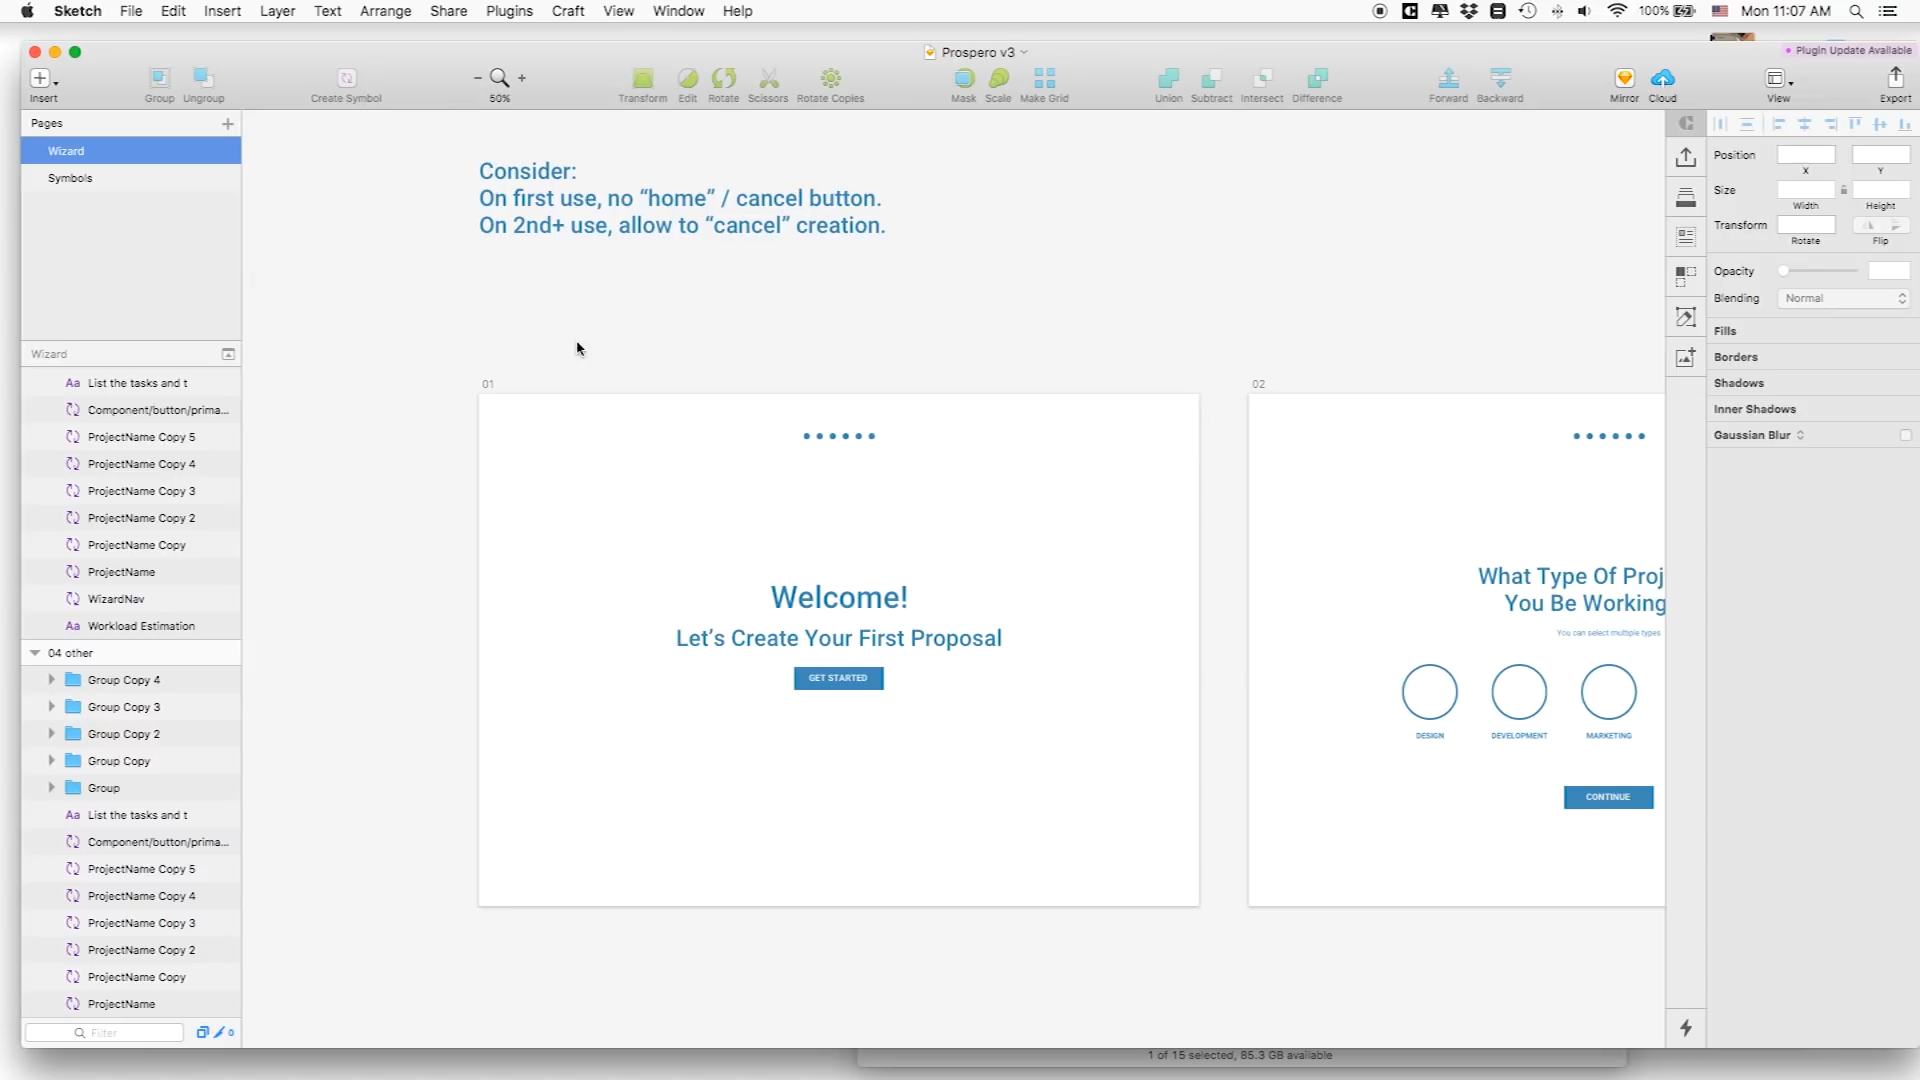 Sketch File Edit Insert Layer Text Arrange Share Plugins Craft View Window Help
100% Mon 11:07 AM
Prospero v3
Plugin Update Available
Insert Group Ungroup Create Symbol 50% Transform Edit Rotate Scissors Rotate Copies Mask Scale Make Grid Union Subtract Intersect Difference Forward Backward Mirror Cloud View Export
Pages
Wizard
Symbols
Wizard
Aa List the tasks and t
Component/button/prima...
ProjectName Copy 5
ProjectName Copy 4
ProjectName Copy 3
ProjectName Copy 2
ProjectName Copy
ProjectName
WizardNav
Aa Workload Estimation
04 other
Group Copy 4
Group Copy 3
Group Copy 2
Group Copy
Group
Aa List the tasks and t
Component/button/prima...
ProjectName Copy 5
ProjectName Copy 4
ProjectName Copy 3
ProjectName Copy 2
ProjectName Copy
ProjectName
Filter
0
Consider:
On first use, no “home” / cancel button.
On 2nd+ use, allow to “cancel” creation.
01
Welcome!
Let’s Create Your First Proposal
GET STARTED
02
What Type Of Proj
You Be Working
You can select multiple types
DESIGN DEVELOPMENT MARKETING
CONTINUE
Position
X Y
Size
Width Height
Transform
Rotate Flip
Opacity
Blending Normal
Fills
Borders
Shadows
Inner Shadows
Gaussian Blur
1 of 15 selected, 85.3 GB available